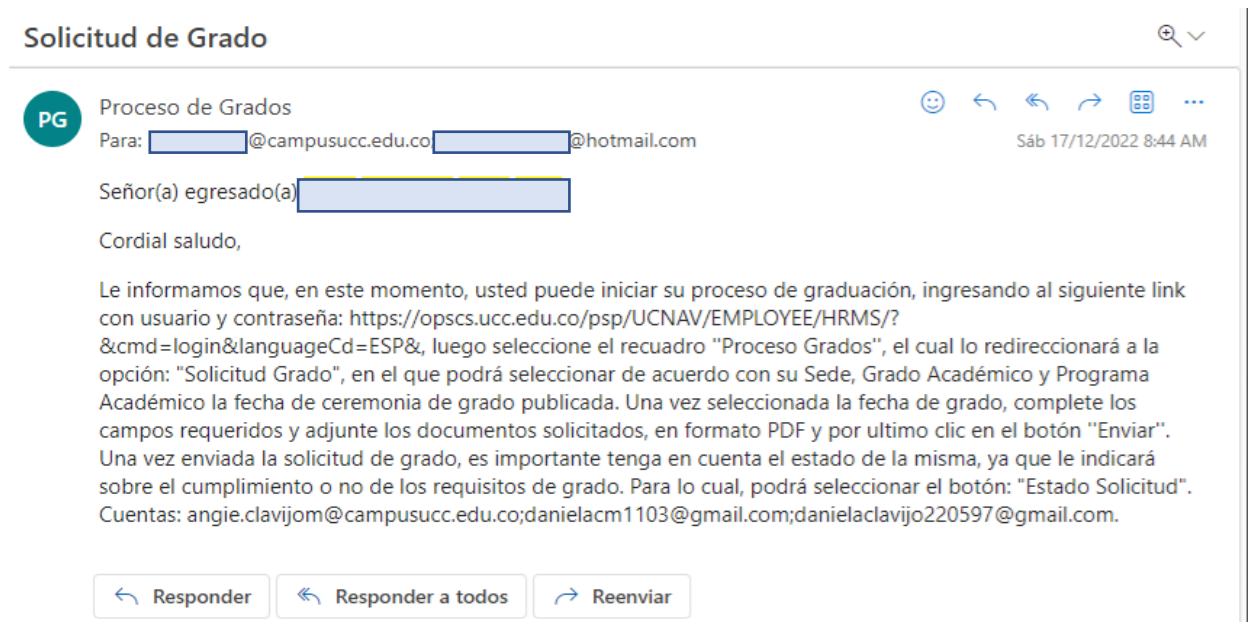 Solicitud de Grado
PG
Proceso de Grados
Para: @campusucc.edu.co; @hotmail.com
Sáb 17/12/2022 8:44 AM
Señor(a) egresado(a)
Cordial saludo,
Le informamos que, en este momento, usted puede iniciar su proceso de graduación, ingresando al siguiente link
con usuario y contraseña: https://opscs.ucc.edu.co/psp/UCNAV/EMPLOYEE/HRMS/?
&cmd=login&languageCd=ESP&, luego seleccione el recuadro ''Proceso Grados'', el cual lo redireccionará a la
opción: "Solicitud Grado", en el que podrá seleccionar de acuerdo con su Sede, Grado Académico y Programa
Académico la fecha de ceremonia de grado publicada. Una vez seleccionada la fecha de grado, complete los
campos requeridos y adjunte los documentos solicitados, en formato PDF y por ultimo clic en el botón ''Enviar''.
Una vez enviada la solicitud de grado, es importante tenga en cuenta el estado de la misma, ya que le indicará
sobre el cumplimiento o no de los requisitos de grado. Para lo cual, podrá seleccionar el botón: "Estado Solicitud".
Cuentas: angie.clavijom@campusucc.edu.co;danielacm1103@gmail.com;danielaclavijo220597@gmail.com.
Responder
Responder a todos
Reenviar